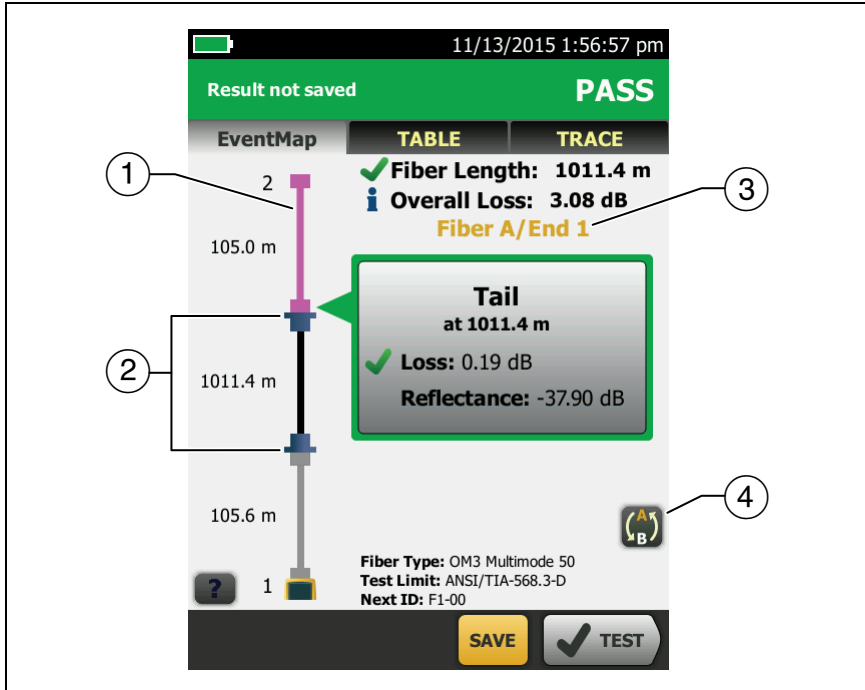 11/13/2015 1:56:57 pm
Result not saved
PASS
EventMap
TABLE
TRACE
1
2
Fiber Length: 1011.4 m
i Overall Loss: 3.08 dB
3
Fiber A/End 1
105.0 m
Tail
at 1011.4 m
2
Loss: 0.19 dB
1011.4 m
Reflectance: -37.90 dB
4
105.6 m
A
B
Fiber Type: OM3 Multimode 50
Test Limit: ANSI/TIA-568.3-D
Next ID: F1-00
?
1
SAVE
TEST